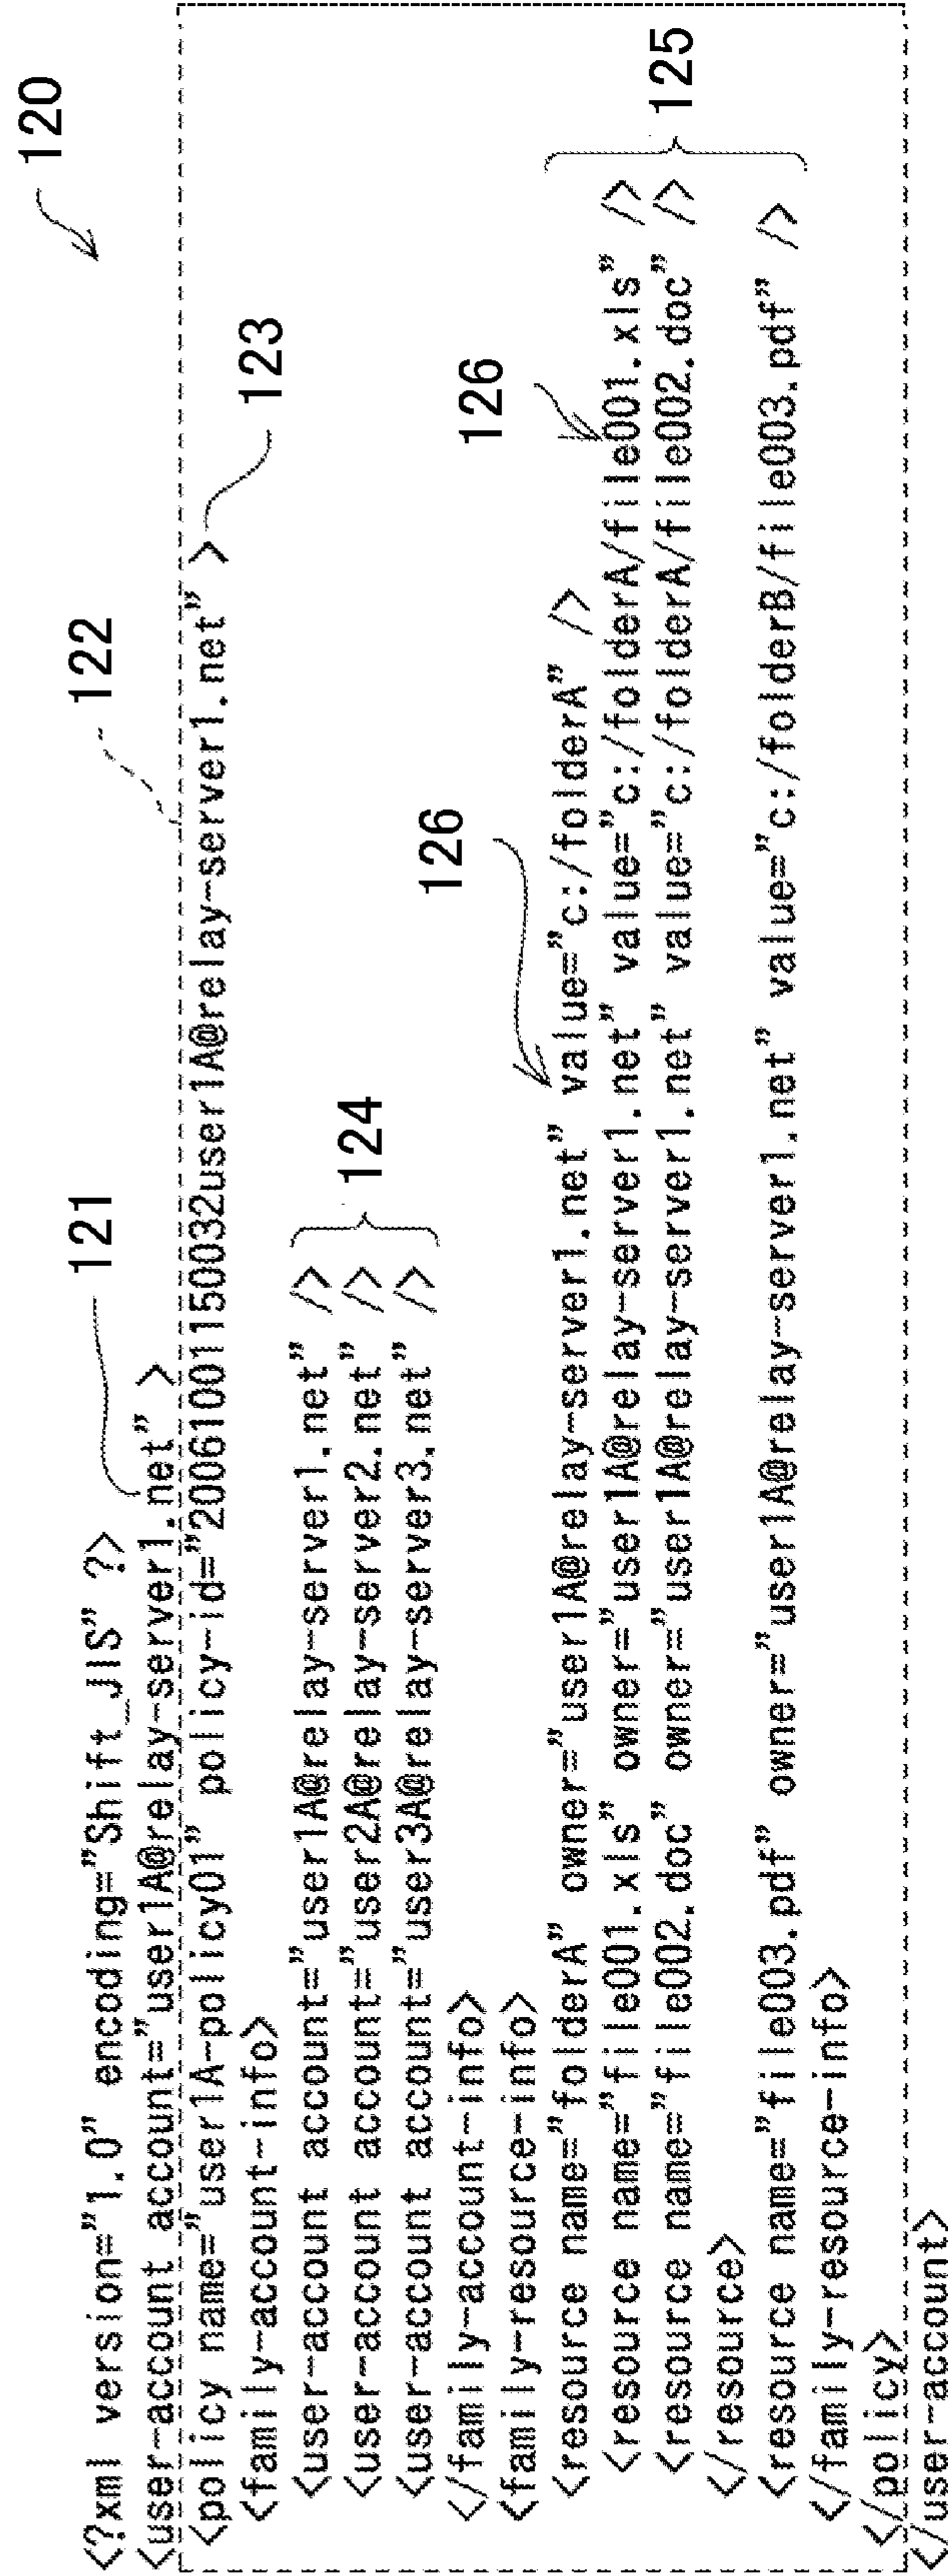 120
<?xml version="1.0" encoding="Shift_JIS" ?>
121
<user-account account="user1A@relay-server1.net" >
122
<policy name="user1A-policy01" policy-id="20061001150032user1A@relay-server1.net" >
123
<family-account-info>
<user-account account="user1A@relay-server1.net" />
<user-account account="user2A@relay-server2.net" />
<user-account account="user3A@relay-server3.net" />
124
</family-account-info>
<family-resource-info>
126
126
<resource name="folderA" owner="user1A@relay-server1.net" value="c:/folderA" />
<resource name="file001.xls" owner="user1A@relay-server1.net" value="c:/folderA/file001.xls" />
<resource name="file002.doc" owner="user1A@relay-server1.net" value="c:/folderA/file002.doc" />
</resource>
<resource name="file003.pdf" owner="user1A@relay-server1.net" value="c:/folderB/file003.pdf" />
125
</family-resource-info>
</policy>
</user-account>